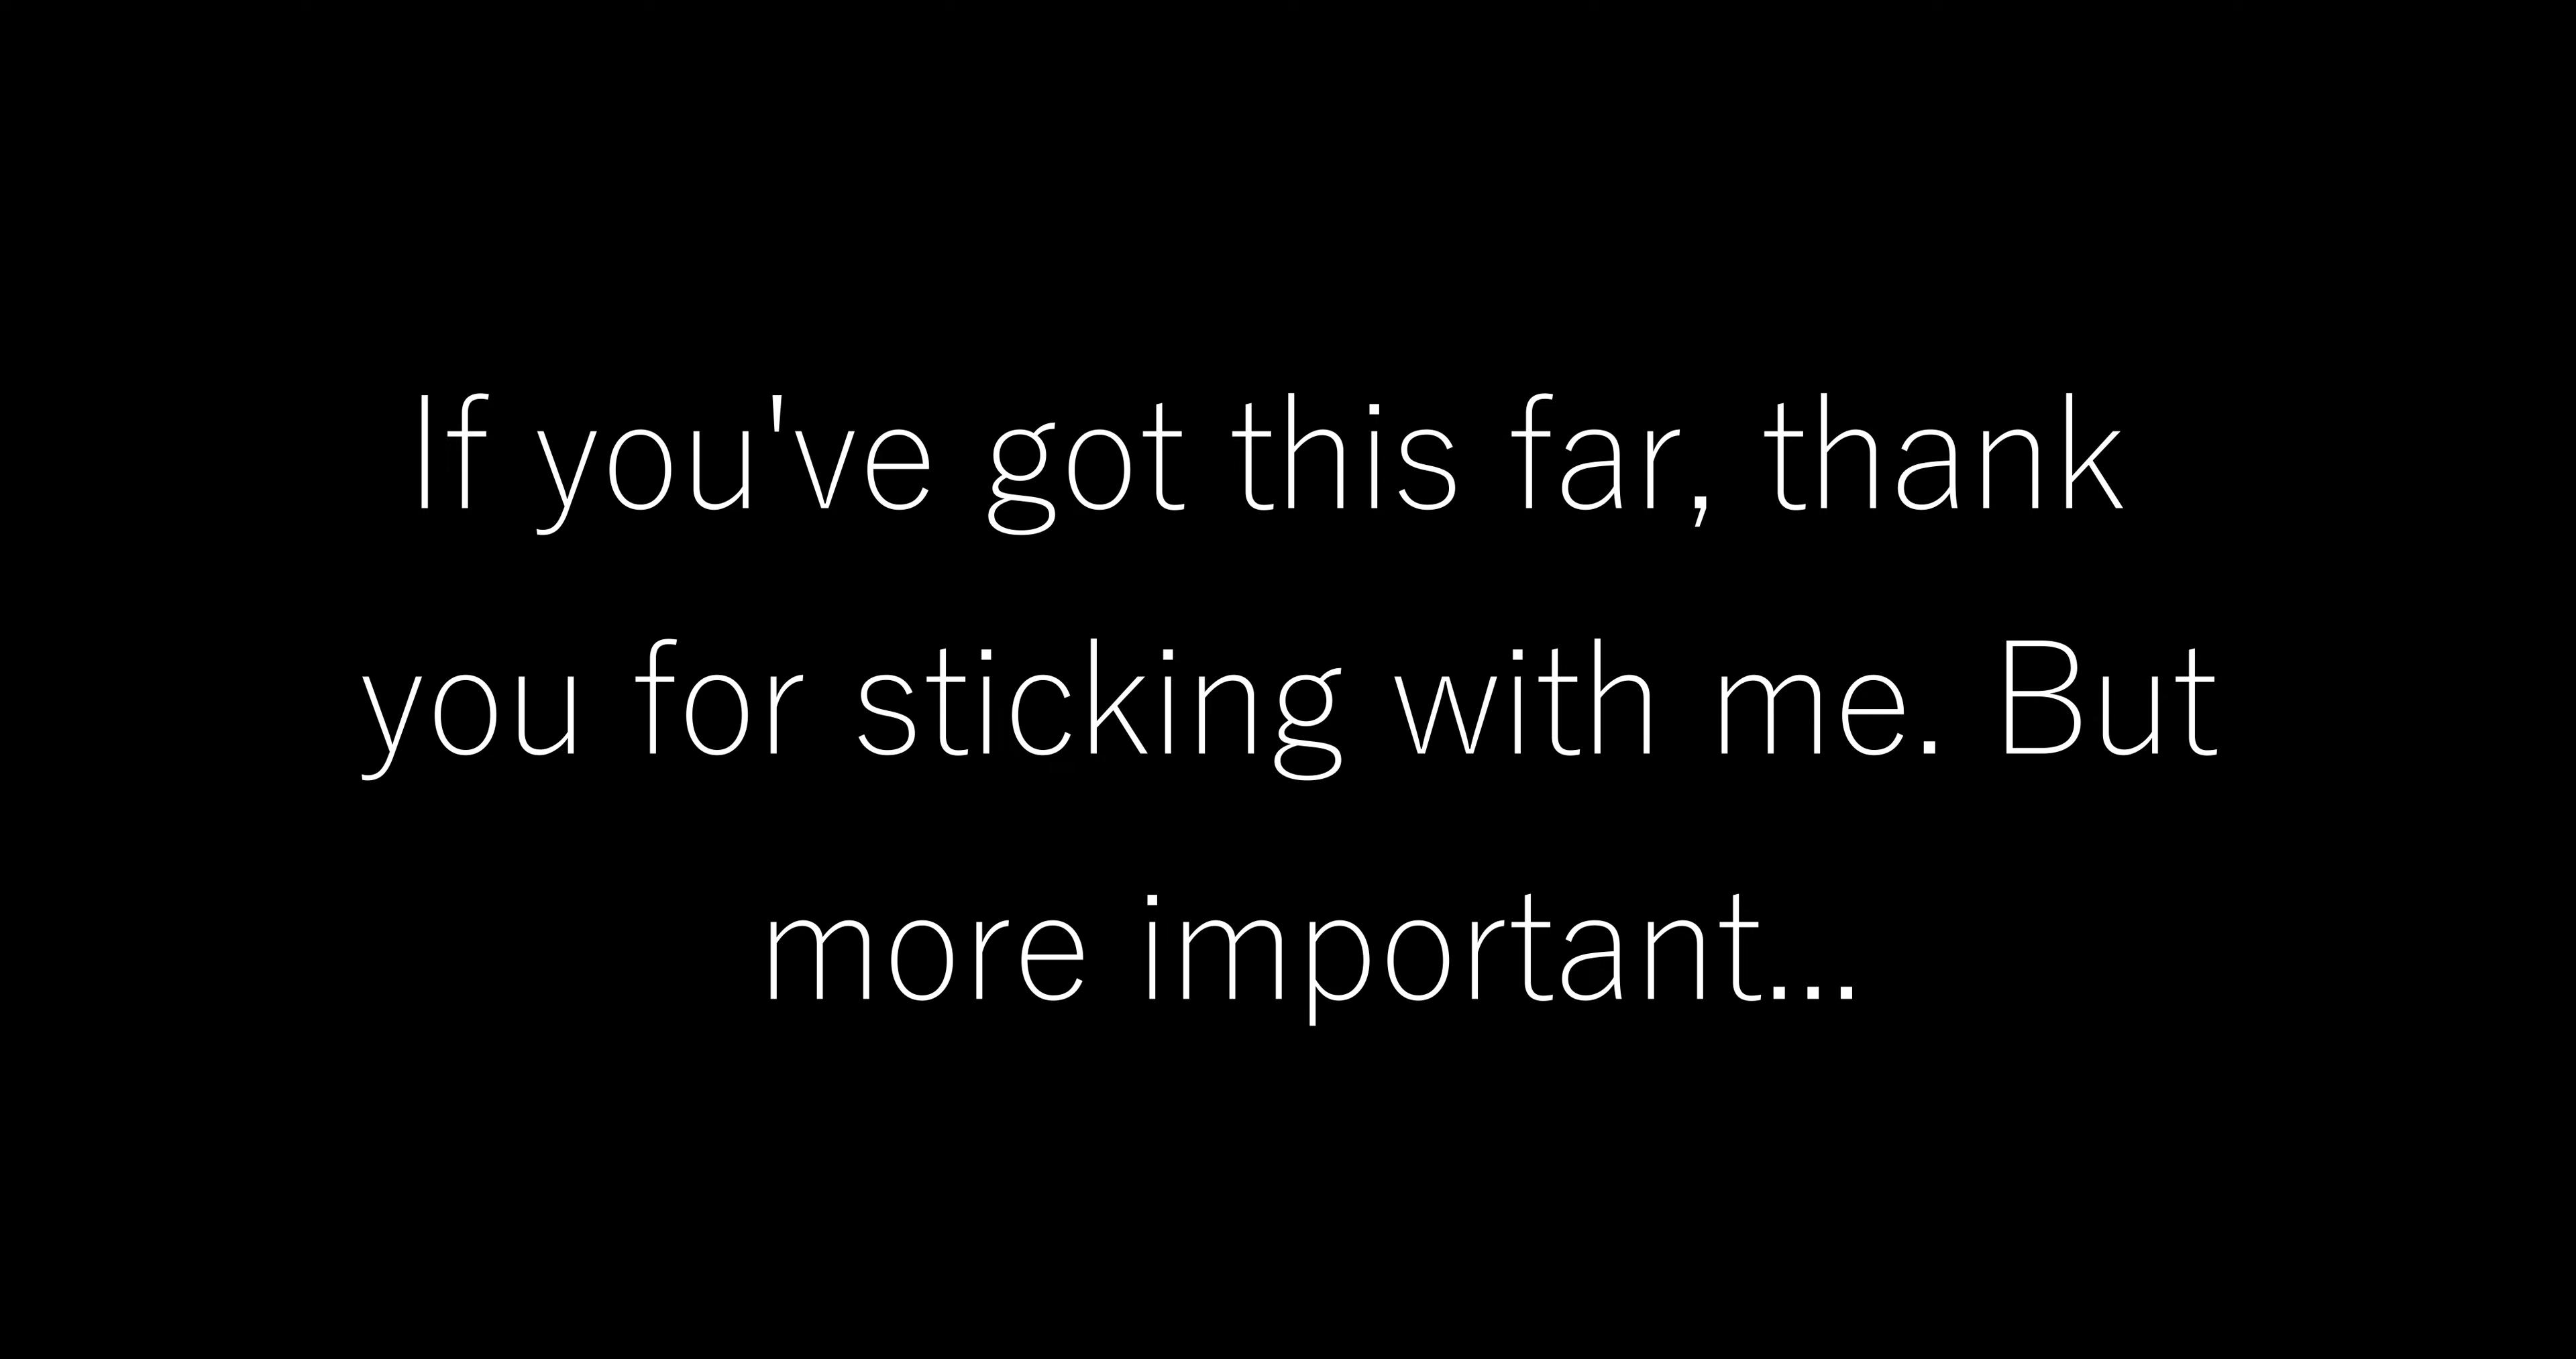 If you've got this far, thank
you for sticking with me. But
more important...